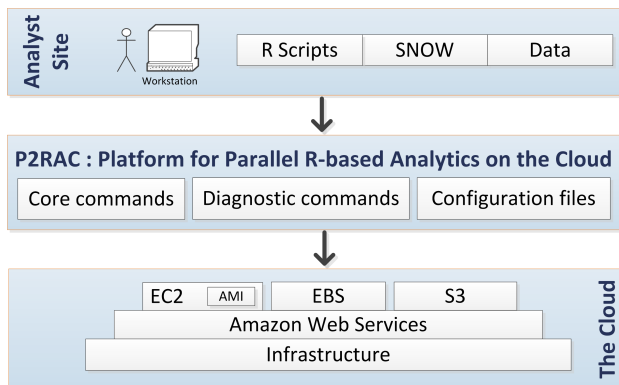 Analyst
Site
Workstation
R Scripts
SNOW
Data
P2RAC : Platform for Parallel R-based Analytics on the Cloud
Core commands
Diagnostic commands
Configuration files
EC2
AMI
EBS
S3
Amazon Web Services
Infrastructure
The Cloud